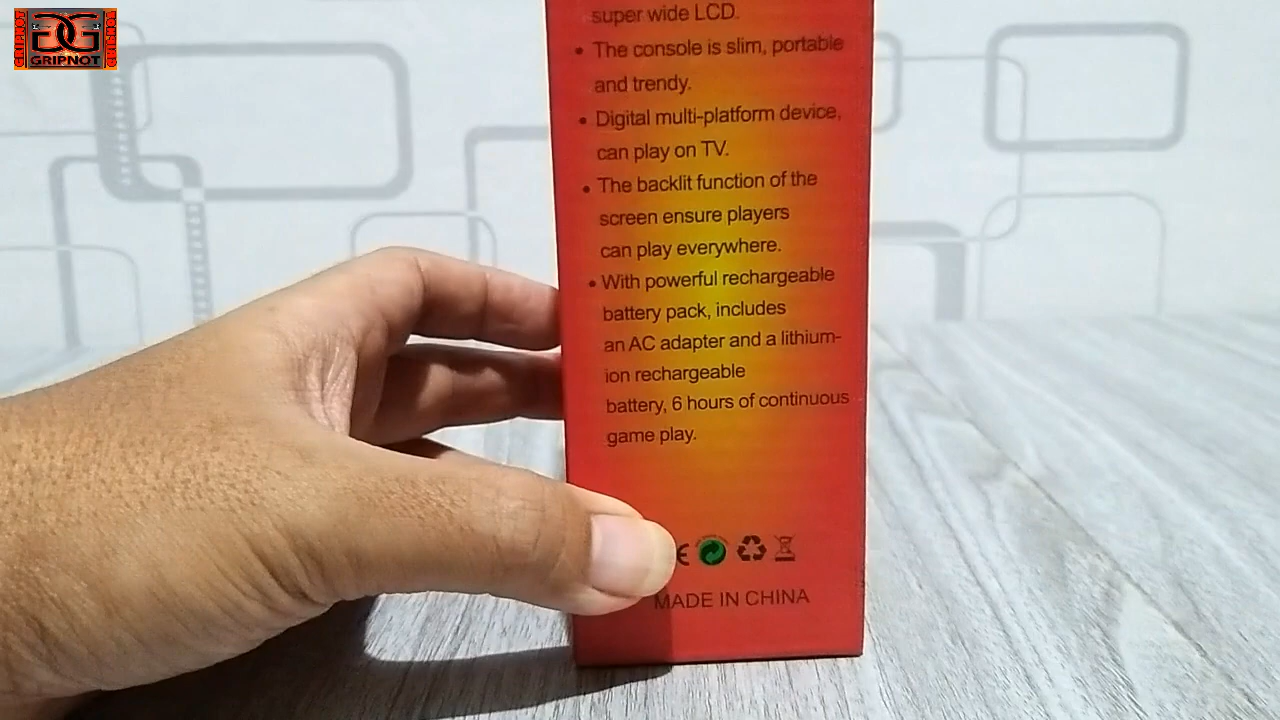 GRIPNOT
GRIPNOT
GRIPNOT
super wide LCD.
• The console is slim, portable
and trendy.
• Digital multi-platform device,
can play on TV.
• The backlit function of the
screen ensure players
can play everywhere.
• With powerful rechargeable
battery pack, includes
an AC adapter and a lithium-
ion rechargeable
battery, 6 hours of continuous
game play.
MADE IN CHINA